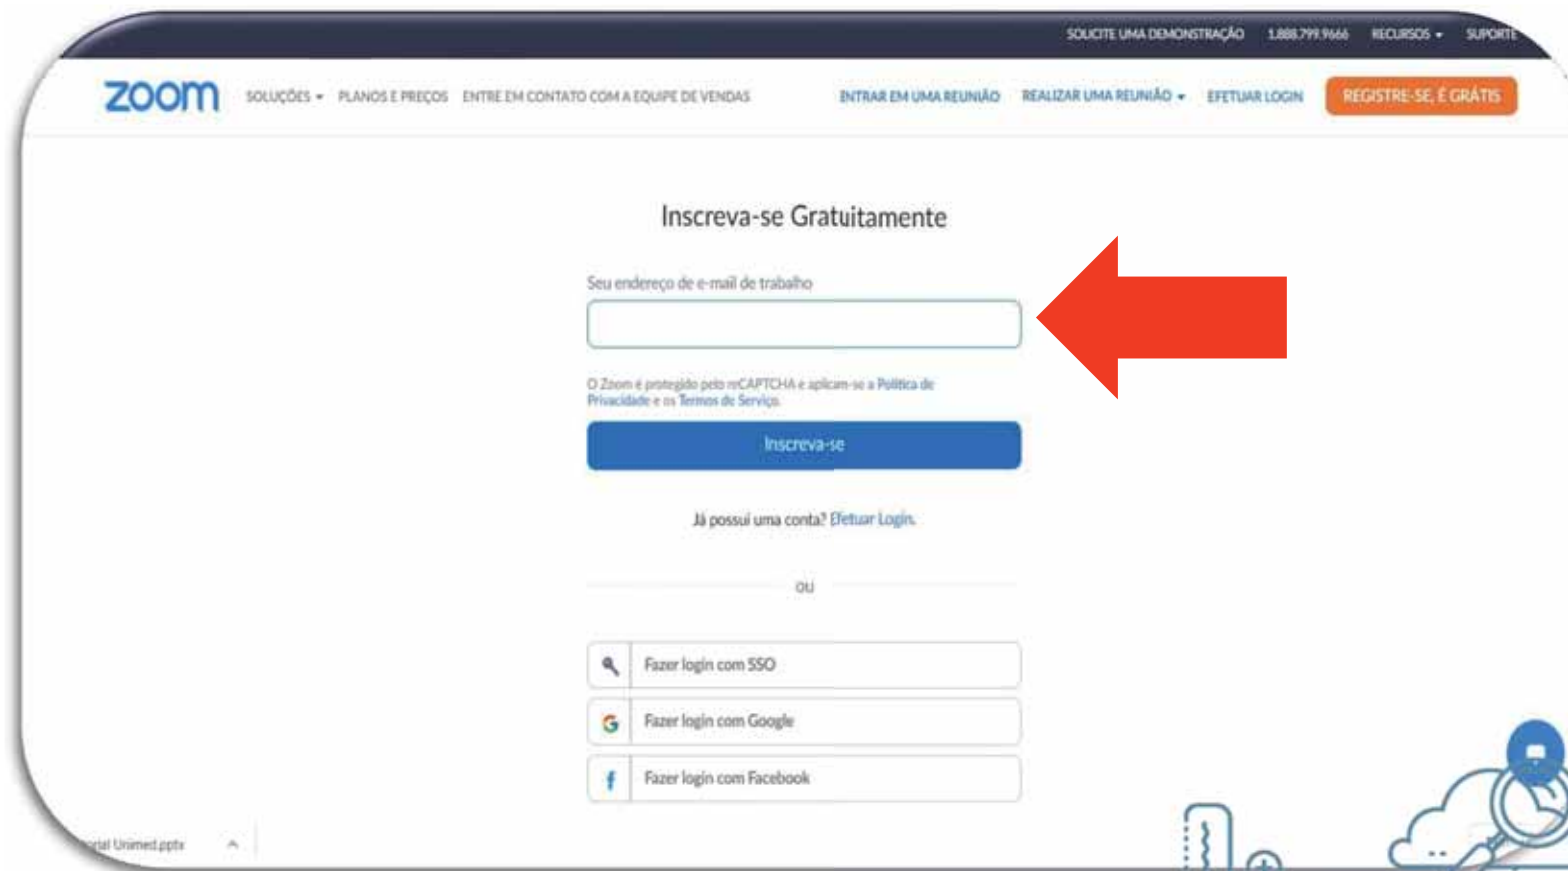 SOLICITE UMA DEMONSTRAÇÃO 1.888.799.9666 RECURSOS SUPORTE
zoom SOLUÇÕES PLANOS E PREÇOS ENTRE EM CONTATO COM A EQUIPE DE VENDAS ENTRAR EM UMA REUNIÃO REALIZAR UMA REUNIÃO EFETUAR LOGIN REGISTRE-SE, É GRÁTIS
Inscreva-se Gratuitamente
Seu endereço de e-mail de trabalho
O Zoom é protegido pelo reCAPTCHA e aplicam-se a Política de
Privacidade e os Termos de Serviço.
Inscreva-se
Já possui uma conta? Efetuar Login.
ou
Fazer login com SSO
Fazer login com Google
Fazer login com Facebook
orial Unimed.pptx